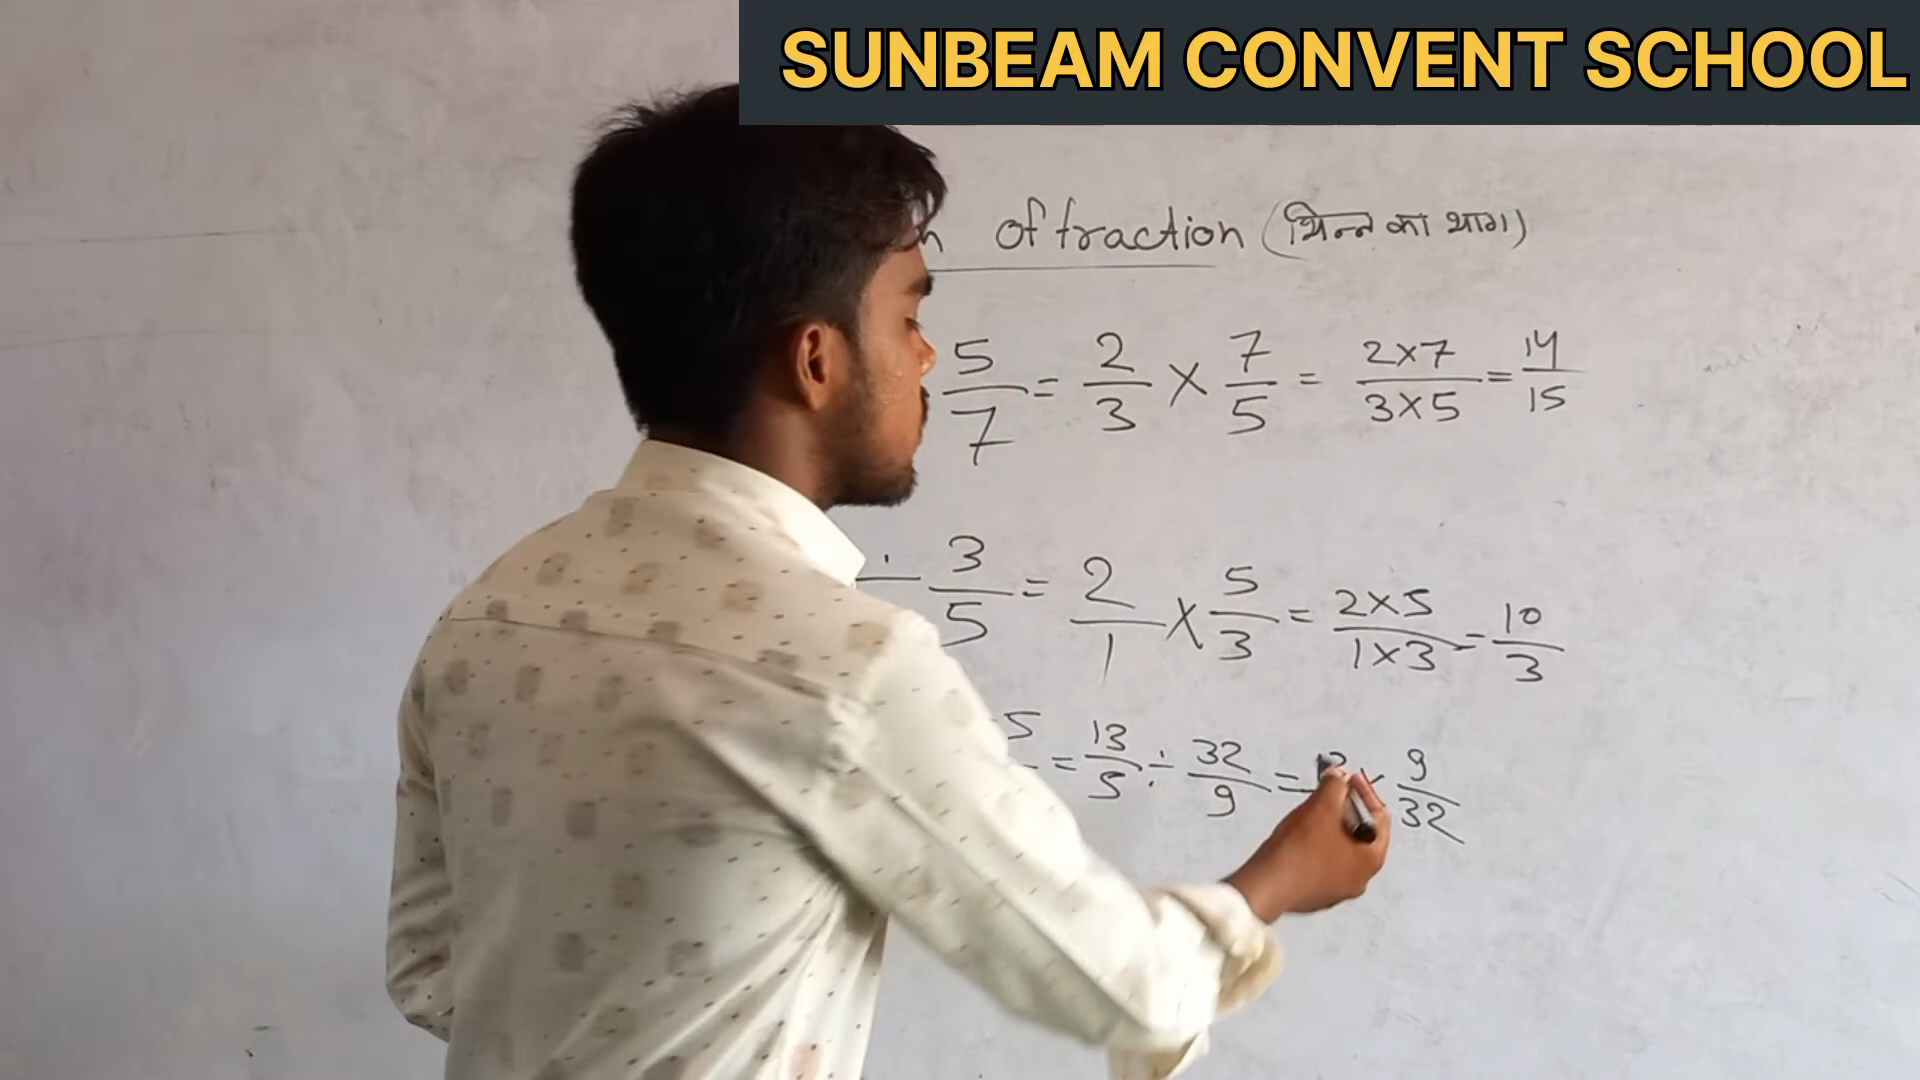 SUNBEAM CONVENT SCHOOL
of fraction (भिन्न का भाग)
5/7 = 2/3 × 7/5 = 2×7/3×5 = 14/15
÷ 3/5 = 2/1 × 5/3 = 2×5/1×3 = 10/3
5 = 13/5 ÷ 32/9 = × 9/32